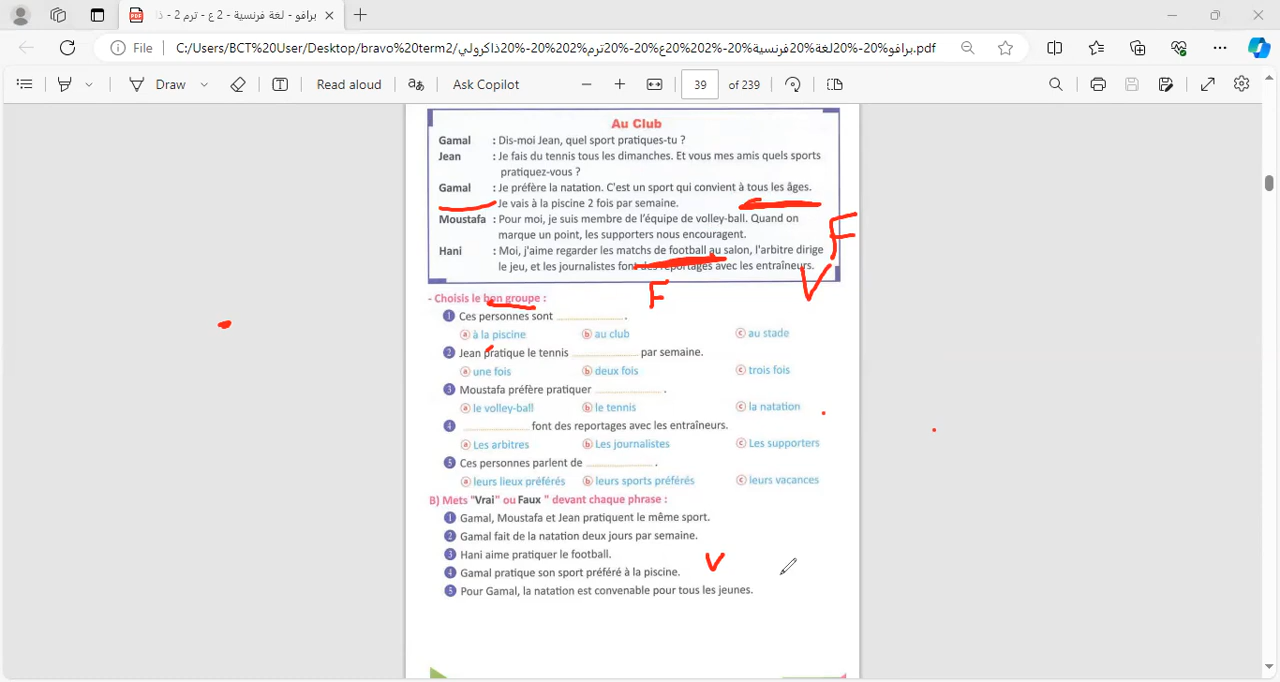 برافو - لغة فرنسية - 2 ع - ترم 2 - ذا
File C:/Users/BCT%20User/Desktop/bravo%20term2/برافو%20-%20لغة%20فرنسية%20-%202%20ع%20-%20ترم%202%20-%20ذاكرولي.pdf
Draw Read aloud Ask Copilot 39 of 239
Au Club
Gamal : Dis-moi Jean, quel sport pratiques-tu ?
Jean : Je fais du tennis tous les dimanches. Et vous mes amis quels sports
pratiquez-vous ?
Gamal : Je préfère la natation. C'est un sport qui convient à tous les âges.
Je vais à la piscine 2 fois par semaine.
Moustafa : Pour moi, je suis membre de l'équipe de volley-ball. Quand on
marque un point, les supporters nous encouragent.
Hani : Moi, j'aime regarder les matchs de football au salon, l'arbitre dirige
le jeu, et les journalistes font des reportages avec les entraîneurs.
F
V
F
- Choisis le bon groupe :
1 Ces personnes sont .
a à la piscine b au club c au stade
2 Jean pratique le tennis par semaine.
a une fois b deux fois c trois fois
3 Moustafa préfère pratiquer .
a le volley-ball b le tennis c la natation
4 font des reportages avec les entraîneurs.
a Les arbitres b Les journalistes c Les supporters
5 Ces personnes parlent de .
a leurs lieux préférés b leurs sports préférés c leurs vacances
B) Mets "Vrai" ou Faux " devant chaque phrase :
1 Gamal, Moustafa et Jean pratiquent le même sport.
2 Gamal fait de la natation deux jours par semaine.
3 Hani aime pratiquer le football.
4 Gamal pratique son sport préféré à la piscine. V
5 Pour Gamal, la natation est convenable pour tous les jeunes.